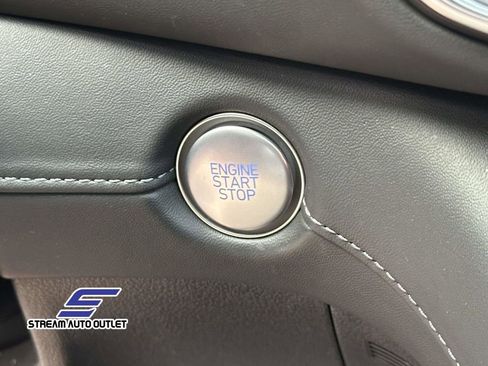 ENGINE
START
STOP
STREAM AUTO OUTLET